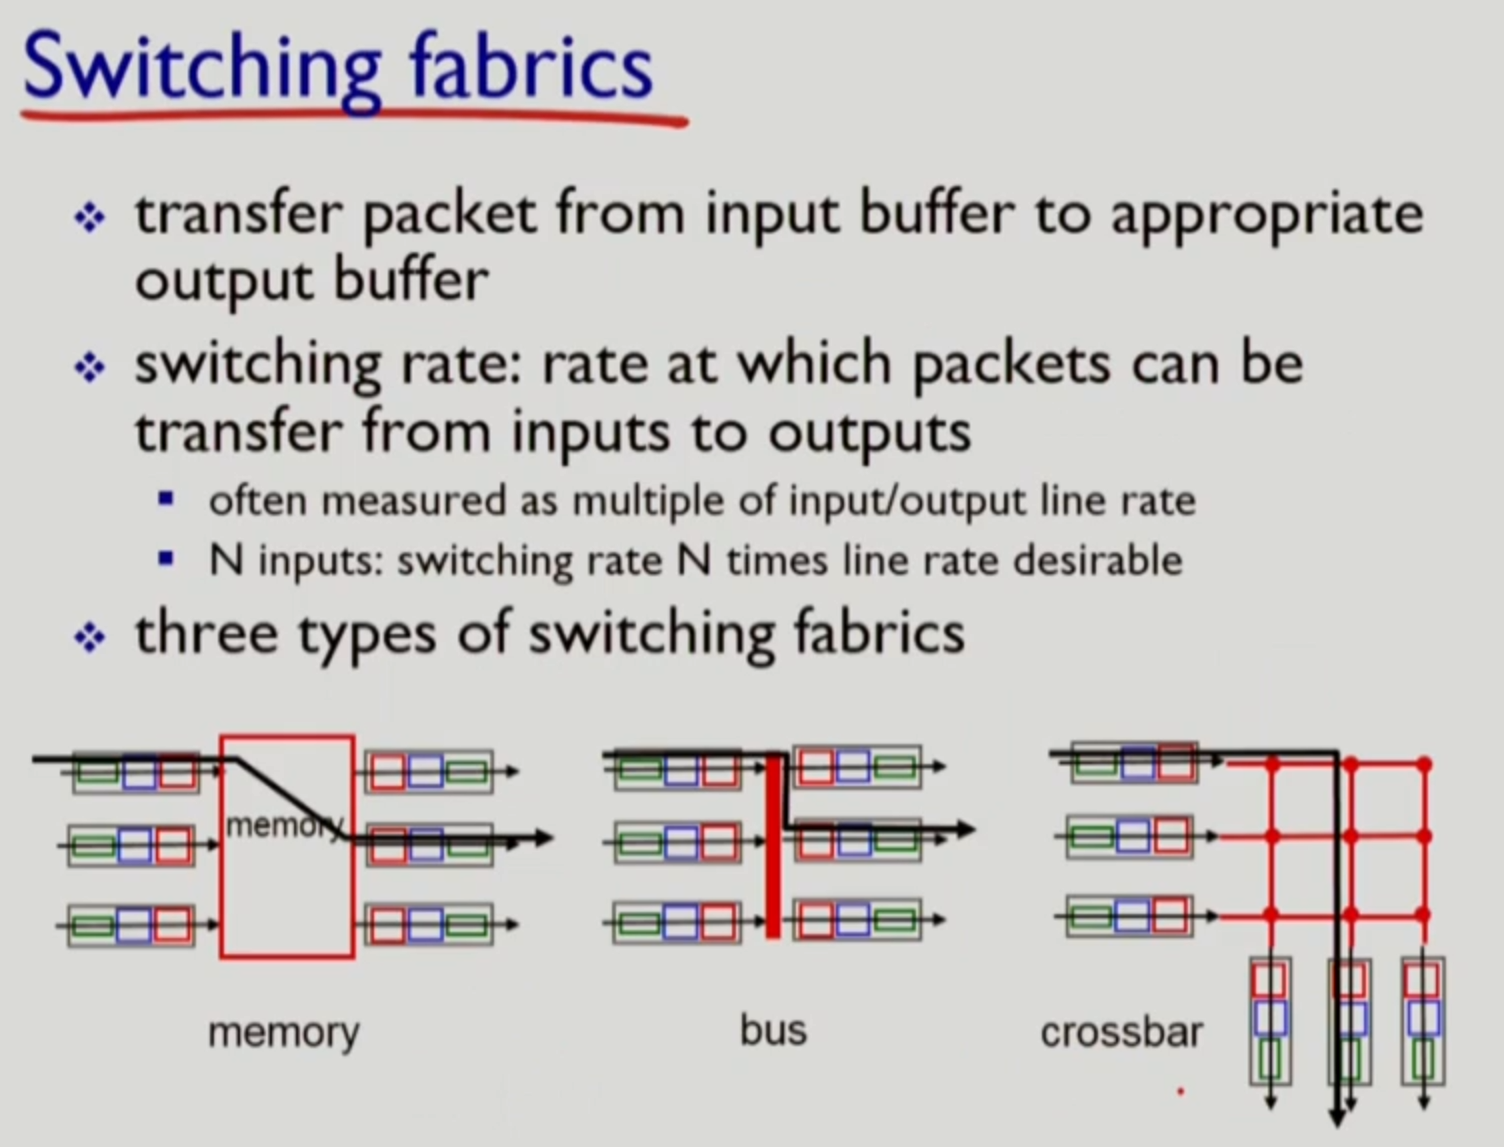 Switching fabrics
transfer packet from input buffer to appropriate
output buffer
switching rate: rate at which packets can be
transfer from inputs to outputs
often measured as multiple of input/output line rate
N inputs: switching rate N times line rate desirable
three types of switching fabrics
memory
memory
bus
crossbar